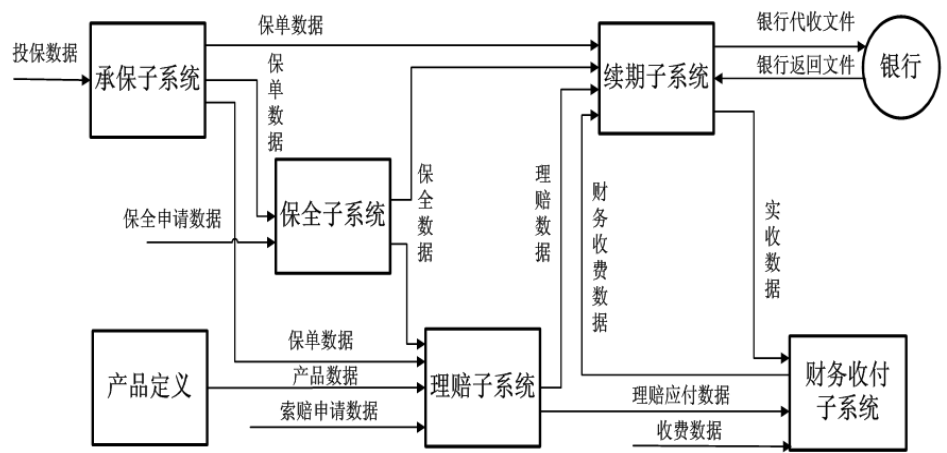 保单数据
银行代收文件
投保数据
承保子系统
保单数据
续期子系统
银行返回文件
银行
保全子系统
保全数据
理赔数据
财务收费数据
实收数据
保全申请数据
产品定义
保单数据
产品数据
索赔申请数据
理赔子系统
理赔应付数据
收费数据
财务收付
子系统